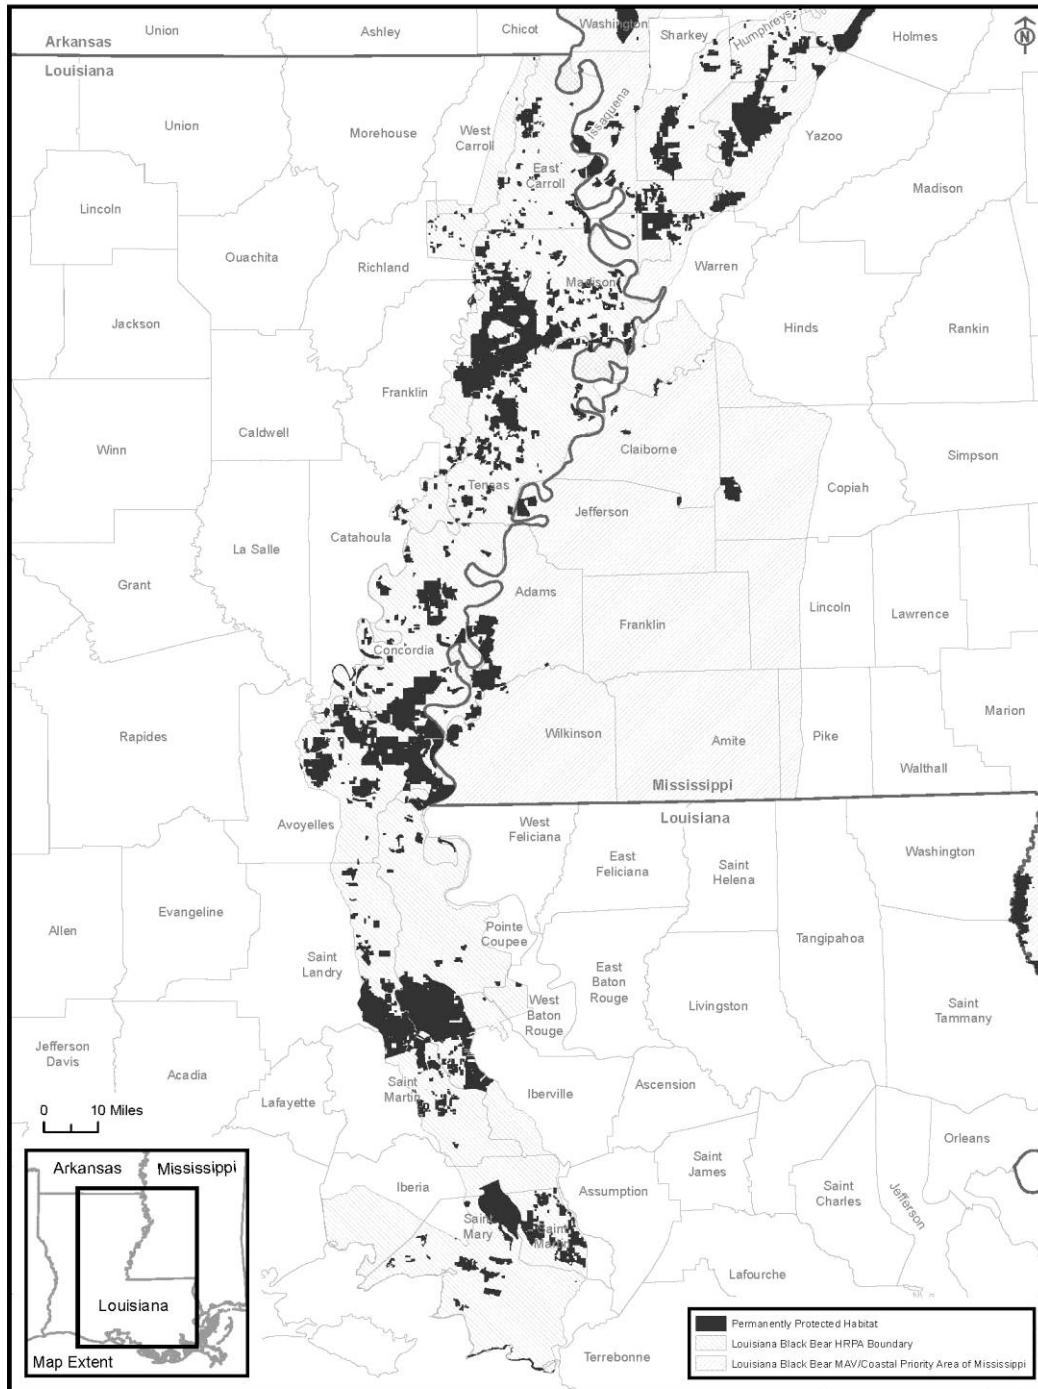 Union
Ashley
Chicot
Washington
Sharkey
Humphreys
Holmes
N
Arkansas
Louisiana
Union
Morehouse
West
Carroll
East
Carroll
Issaquena
Yazoo
Madison
Lincoln
Ouachita
Richland
Madison
Warren
Jackson
Hinds
Rankin
Franklin
Winn
Caldwell
Claiborne
Simpson
Tensas
Copiah
Jefferson
Catahoula
La Salle
Grant
Adams
Franklin
Lincoln
Lawrence
Concordia
Rapides
Wilkinson
Amite
Pike
Marion
Walthall
Mississippi
Louisiana
Avoyelles
West
Feliciana
East
Feliciana
Saint
Helena
Washington
Allen
Evangeline
Saint
Landry
Pointe
Coupee
East
Baton
Rouge
West
Baton
Rouge
Livingston
Tangipahoa
Saint
Tammany
Jefferson
Davis
Acadia
Lafayette
Saint
Martin
Iberville
Ascension
0 10 Miles
Orleans
Iberia
Saint
Mary
Saint
Martin
Assumption
Saint
James
Saint
Charles
Jefferson
Lafourche
Terrebonne
Arkansas
Mississippi
Louisiana
Map Extent
Permanently Protected Habitat
Louisiana Black Bear HRPA Boundary
Louisiana Black Bear MAV/Coastal Priority Area of Mississippi